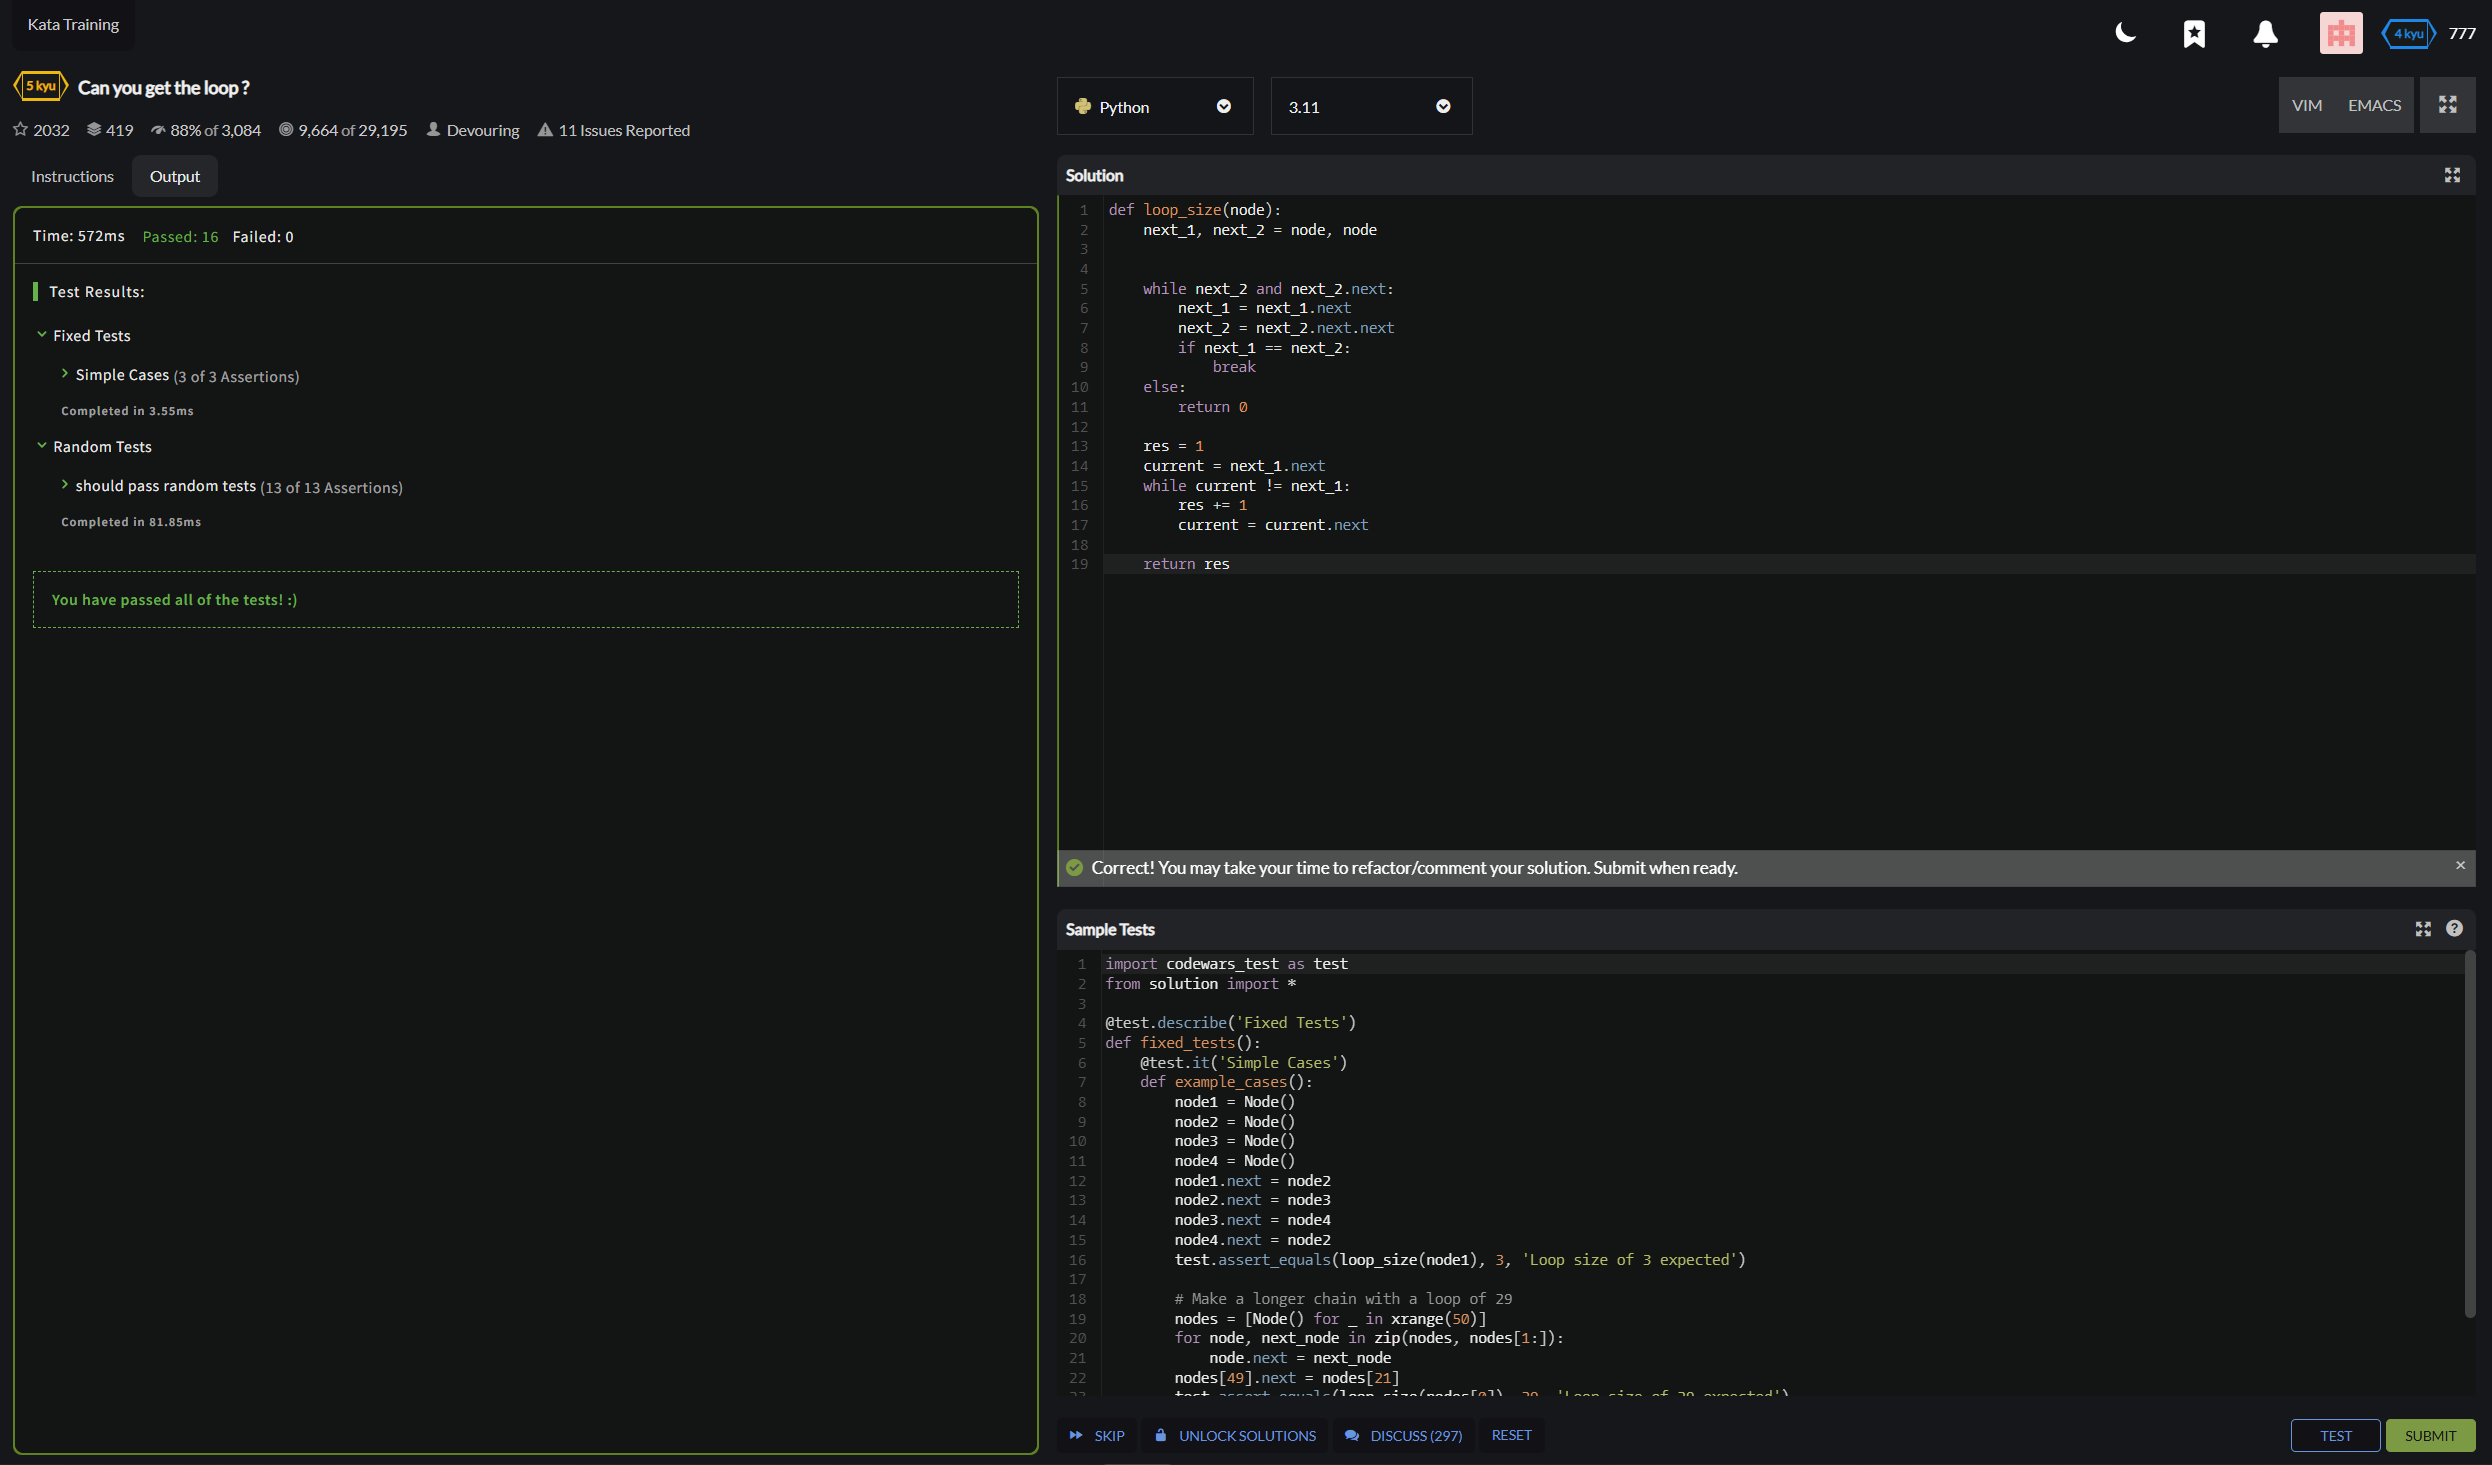 Kata Training
4 kyu 777
5 kyu Can you get the loop ?
2032 419 88% of 3,084 9,664 of 29,195 Devouring 11 Issues Reported
Instructions Output
Time: 572ms Passed: 16 Failed: 0
Test Results:
Fixed Tests
Simple Cases (3 of 3 Assertions)
Completed in 3.55ms
Random Tests
should pass random tests (13 of 13 Assertions)
Completed in 81.85ms
You have passed all of the tests! :)
Python 3.11 VIM EMACS
Solution
1 def loop_size(node):
2     next_1, next_2 = node, node
3
4
5     while next_2 and next_2.next:
6         next_1 = next_1.next
7         next_2 = next_2.next.next
8         if next_1 == next_2:
9             break
10     else:
11         return 0
12
13     res = 1
14     current = next_1.next
15     while current != next_1:
16         res += 1
17         current = current.next
18
19     return res
Correct! You may take your time to refactor/comment your solution. Submit when ready. ×
Sample Tests
1 import codewars_test as test
2 from solution import *
3
4 @test.describe('Fixed Tests')
5 def fixed_tests():
6     @test.it('Simple Cases')
7     def example_cases():
8         node1 = Node()
9         node2 = Node()
10         node3 = Node()
11         node4 = Node()
12         node1.next = node2
13         node2.next = node3
14         node3.next = node4
15         node4.next = node2
16         test.assert_equals(loop_size(node1), 3, 'Loop size of 3 expected')
17
18         # Make a longer chain with a loop of 29
19         nodes = [Node() for _ in xrange(50)]
20         for node, next_node in zip(nodes, nodes[1:]):
21             node.next = next_node
22         nodes[49].next = nodes[21]
23         test.assert_equals(loop_size(nodes[0]), 29, 'Loop size of 29 expected')
SKIP UNLOCK SOLUTIONS DISCUSS (297) RESET TEST SUBMIT